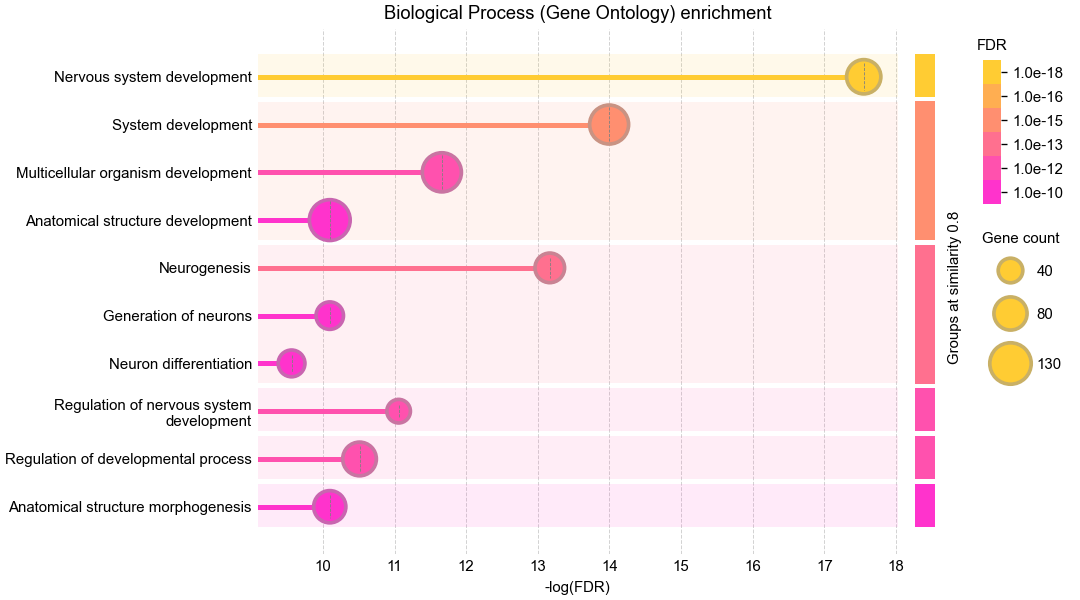 Biological Process (Gene Ontology) enrichment
Nervous system development
System development
Multicellular organism development
Anatomical structure development
Neurogenesis
Generation of neurons
Neuron differentiation
Regulation of nervous system
development
Regulation of developmental process
Anatomical structure morphogenesis
10 11 12 13 14 15 16 17 18
-log(FDR)
Groups at similarity 0.8
FDR
1.0e-18
1.0e-16
1.0e-15
1.0e-13
1.0e-12
1.0e-10
Gene count
40
80
130